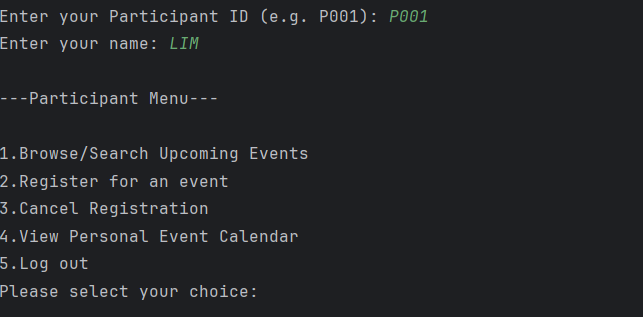 Enter your Participant ID (e.g. P001): P001
Enter your name: LIM
---Participant Menu---
1.Browse/Search Upcoming Events
2.Register for an event
3.Cancel Registration
4.View Personal Event Calendar
5.Log out
Please select your choice: